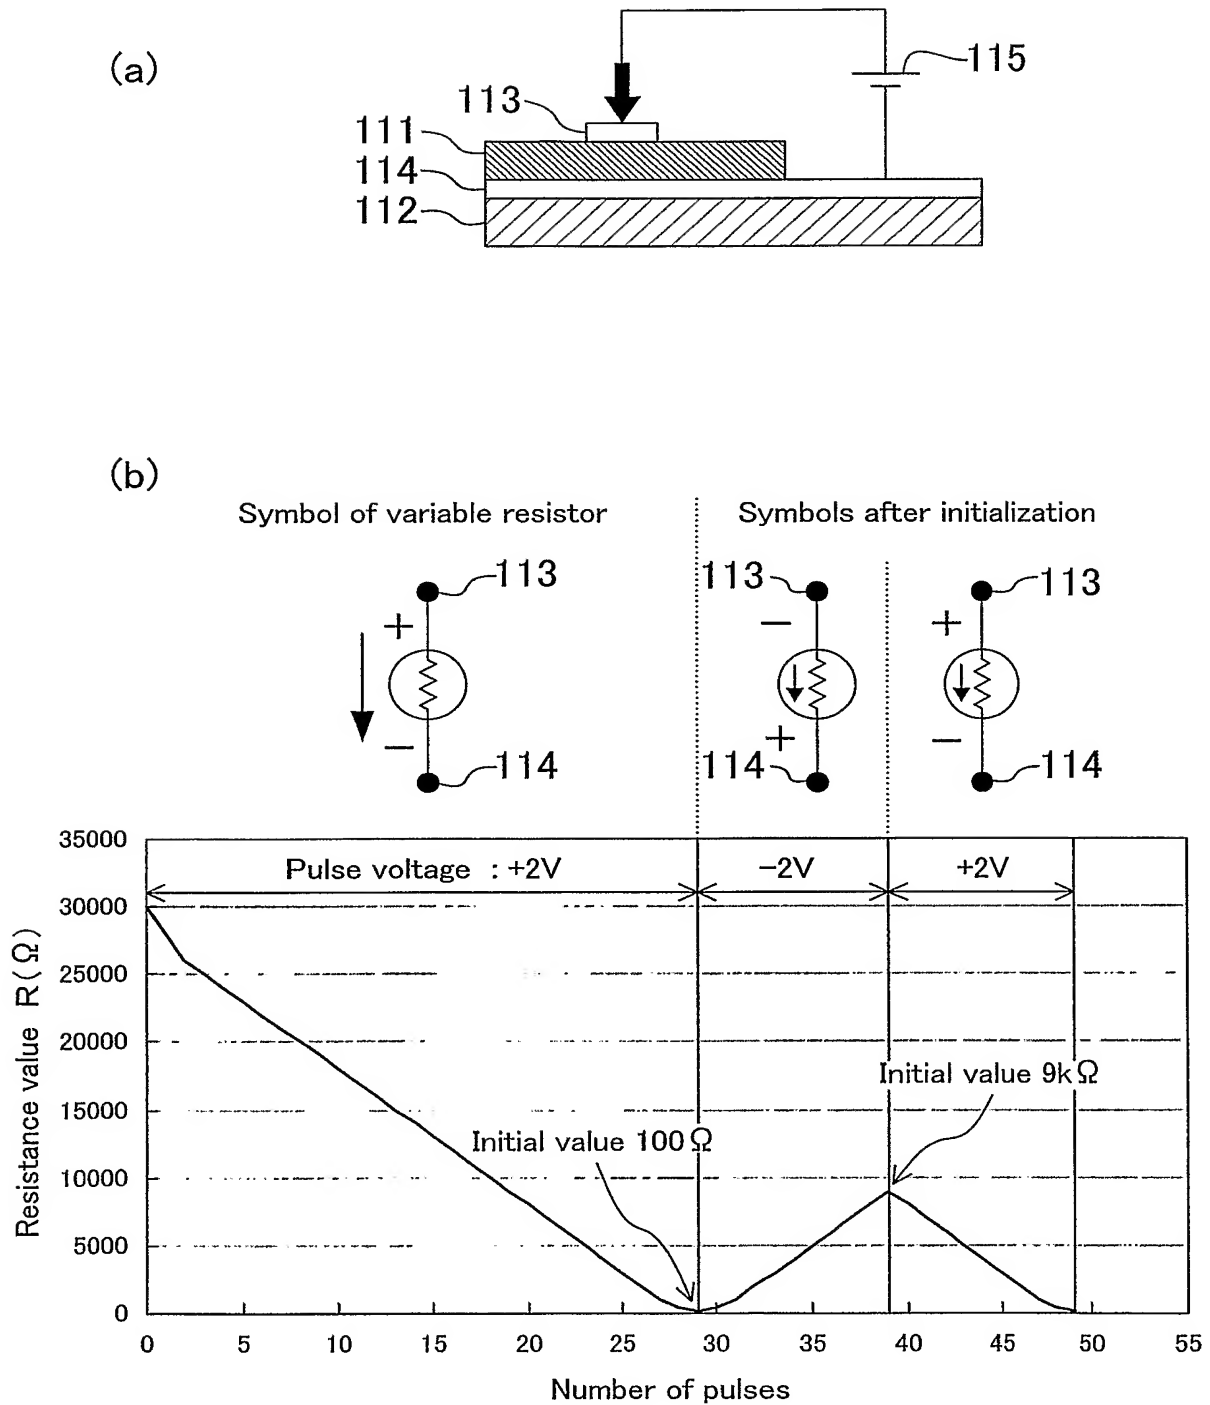 (a)
115
113
111
114
112
(b)
Symbol of variable resistor
Symbols after initialization
113
113
113
+
−
+
−
+
−
114
114
114
35000
30000
25000
20000
15000
10000
5000
0
Resistance value R(Ω)
Pulse voltage : +2V
−2V
+2V
Initial value 9kΩ
Initial value 100Ω
0 5 10 15 20 25 30 35 40 45 50 55
Number of pulses